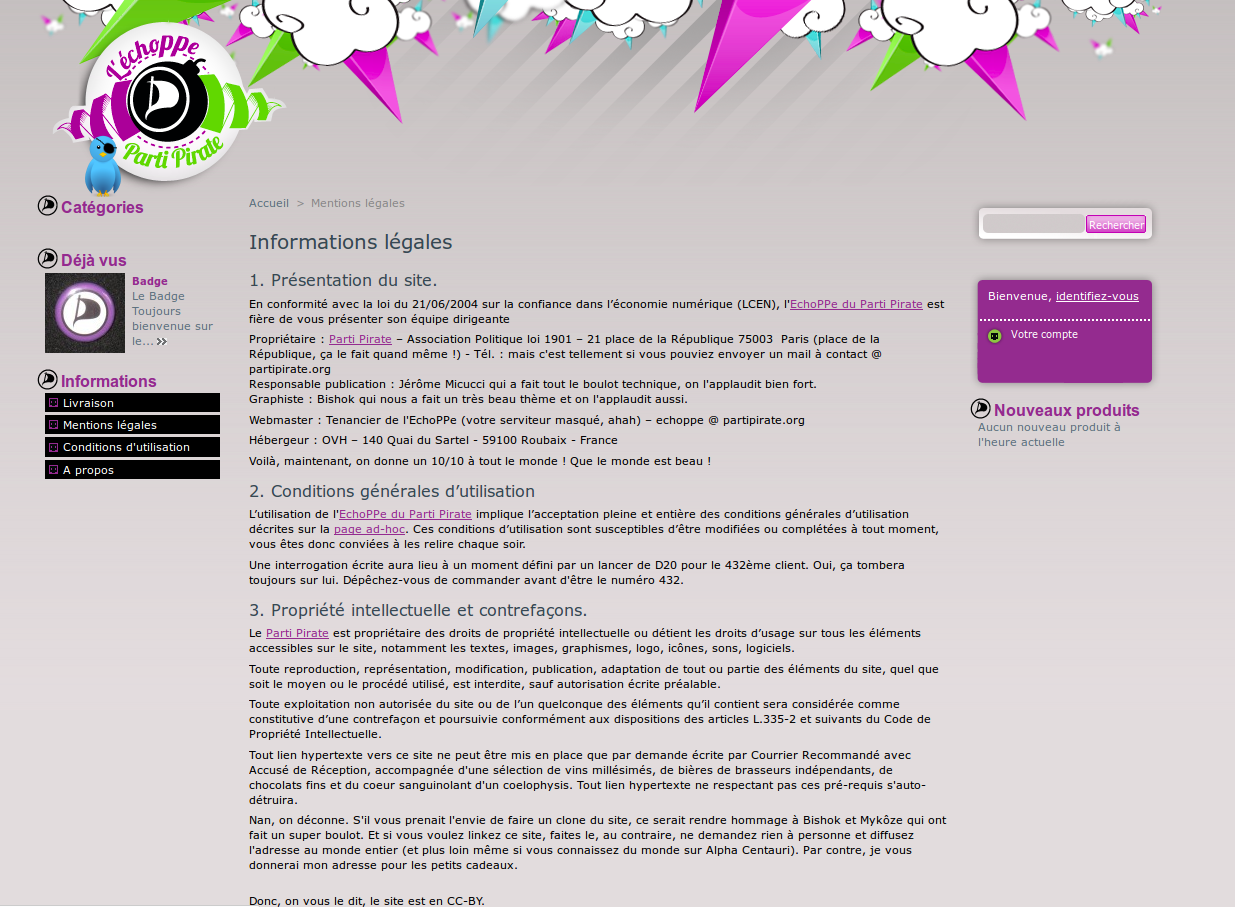 L'échoPPe
Parti Pirate
Catégories
Déjà vus
Badge
Le Badge
Toujours
bienvenue sur
le...
Informations
Livraison
Mentions légales
Conditions d'utilisation
A propos
Accueil > Mentions légales
Informations légales
1. Présentation du site.
En conformité avec la loi du 21/06/2004 sur la confiance dans l’économie numérique (LCEN), l'EchoPPe du Parti Pirate est
fière de vous présenter son équipe dirigeante
Propriétaire : Parti Pirate – Association Politique loi 1901 – 21 place de la République 75003  Paris (place de la
République, ça le fait quand même !) - Tél. : mais c'est tellement si vous pouviez envoyer un mail à contact @
partipirate.org
Responsable publication : Jérôme Micucci qui a fait tout le boulot technique, on l'applaudit bien fort.
Graphiste : Bishok qui nous a fait un très beau thème et on l'applaudit aussi.
Webmaster : Tenancier de l'EchoPPe (votre serviteur masqué, ahah) – echoppe @ partipirate.org
Hébergeur : OVH – 140 Quai du Sartel - 59100 Roubaix - France
Voilà, maintenant, on donne un 10/10 à tout le monde ! Que le monde est beau !
2. Conditions générales d’utilisation
L’utilisation de l'EchoPPe du Parti Pirate implique l’acceptation pleine et entière des conditions générales d’utilisation
décrites sur la page ad-hoc. Ces conditions d’utilisation sont susceptibles d’être modifiées ou complétées à tout moment,
vous êtes donc conviées à les relire chaque soir.
Une interrogation écrite aura lieu à un moment défini par un lancer de D20 pour le 432ème client. Oui, ça tombera
toujours sur lui. Dépêchez-vous de commander avant d'être le numéro 432.
3. Propriété intellectuelle et contrefaçons.
Le Parti Pirate est propriétaire des droits de propriété intellectuelle ou détient les droits d’usage sur tous les éléments
accessibles sur le site, notamment les textes, images, graphismes, logo, icônes, sons, logiciels.
Toute reproduction, représentation, modification, publication, adaptation de tout ou partie des éléments du site, quel que
soit le moyen ou le procédé utilisé, est interdite, sauf autorisation écrite préalable.
Toute exploitation non autorisée du site ou de l’un quelconque des éléments qu’il contient sera considérée comme
constitutive d’une contrefaçon et poursuivie conformément aux dispositions des articles L.335-2 et suivants du Code de
Propriété Intellectuelle.
Tout lien hypertexte vers ce site ne peut être mis en place que par demande écrite par Courrier Recommandé avec
Accusé de Réception, accompagnée d'une sélection de vins millésimés, de bières de brasseurs indépendants, de
chocolats fins et du coeur sanguinolant d'un coelophysis. Tout lien hypertexte ne respectant pas ces pré-requis s'auto-
détruira.
Nan, on déconne. S'il vous prenait l'envie de faire un clone du site, ce serait rendre hommage à Bishok et Mykôze qui ont
fait un super boulot. Et si vous voulez linkez ce site, faites le, au contraire, ne demandez rien à personne et diffusez
l'adresse au monde entier (et plus loin même si vous connaissez du monde sur Alpha Centauri). Par contre, je vous
donnerai mon adresse pour les petits cadeaux.
Donc, on vous le dit, le site est en CC-BY.
Rechercher
Bienvenue, identifiez-vous
Votre compte
Nouveaux produits
Aucun nouveau produit à
l'heure actuelle